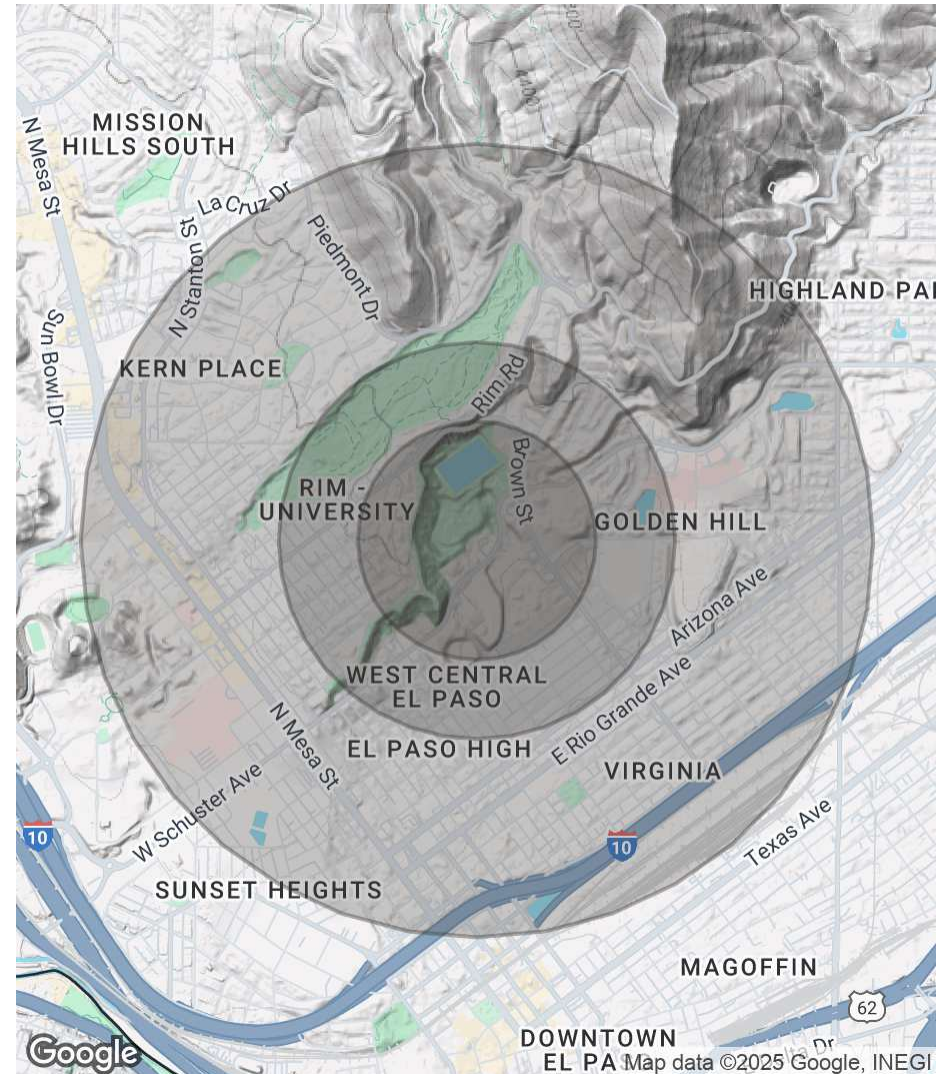 4400
MISSION
HILLS SOUTH
N Mesa St
La Cruz Dr
N Stanton St
Piedmont Dr
HIGHLAND PA
Sun Bowl Dr
KERN PLACE
Rim Rd
Brown St
RIM -
UNIVERSITY
GOLDEN HILL
Arizona Ave
WEST CENTRAL
EL PASO
E Rio Grande Ave
EL PASO HIGH
N Mesa St
VIRGINIA
W Schuster Ave
10
10
Texas Ave
SUNSET HEIGHTS
MAGOFFIN
62
DOWNTOWN
EL PA
Dr
Google
Map data ©2025 Google, INEGI